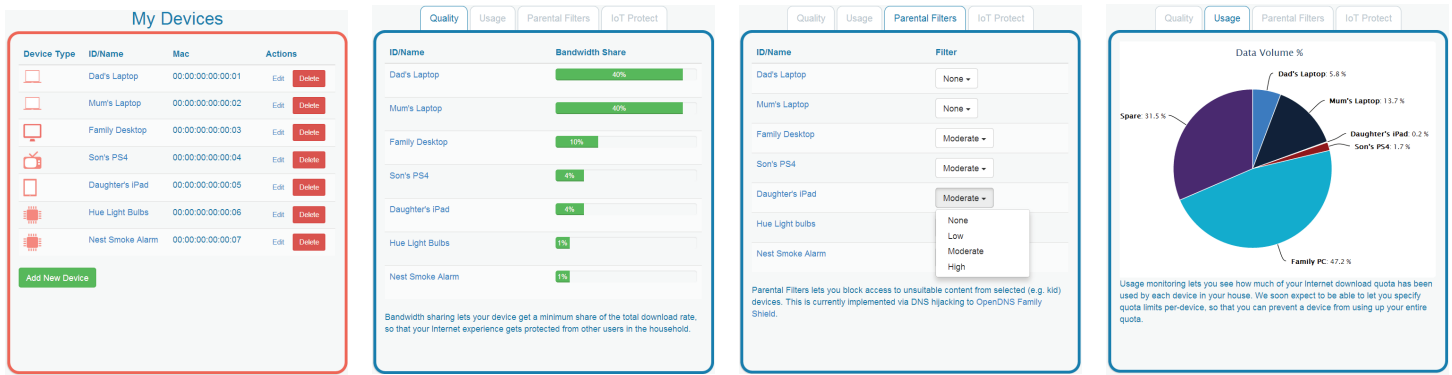 My Devices
Device Type ID/Name Mac Actions
Dad's Laptop 00:00:00:00:00:01 Edit Delete
Mum's Laptop 00:00:00:00:00:02 Edit Delete
Family Desktop 00:00:00:00:00:03 Edit Delete
Son's PS4 00:00:00:00:00:04 Edit Delete
Daughter's iPad 00:00:00:00:00:05 Edit Delete
Hue Light Bulbs 00:00:00:00:00:06 Edit Delete
Nest Smoke Alarm 00:00:00:00:00:07 Edit Delete
Add New Device
Quality Usage Parental Filters IoT Protect
ID/Name Bandwidth Share
Dad's Laptop 40%
Mum's Laptop 40%
Family Desktop 10%
Son's PS4 4%
Daughter's iPad 4%
Hue Light Bulbs 1%
Nest Smoke Alarm 1%
Bandwidth sharing lets your device get a minimum share of the total download rate,
so that your Internet experience gets protected from other users in the household.
Quality Usage Parental Filters IoT Protect
ID/Name Filter
Dad's Laptop None
Mum's Laptop None
Family Desktop Moderate
Son's PS4 Moderate
Daughter's iPad Moderate
None
Hue Light bulbs
Low
Moderate
Nest Smoke Alarm
High
Parental Filters lets you block access to unsuitable content from selected (e.g. kid)
devices. This is currently implemented via DNS hijacking to OpenDNS Family
Shield.
Quality Usage Parental Filters IoT Protect
Data Volume %
Dad's Laptop: 5.8 %
Mum's Laptop: 13.7 %
Spare: 31.5 %
Daughter's iPad: 0.2 %
Son's PS4: 1.7 %
Family PC: 47.2 %
Usage monitoring lets you see how much of your Internet download quota has been
used by each device in your house. We soon expect to be able to let you specify
quota limits per-device, so that you can prevent a device from using up your entire
quota.